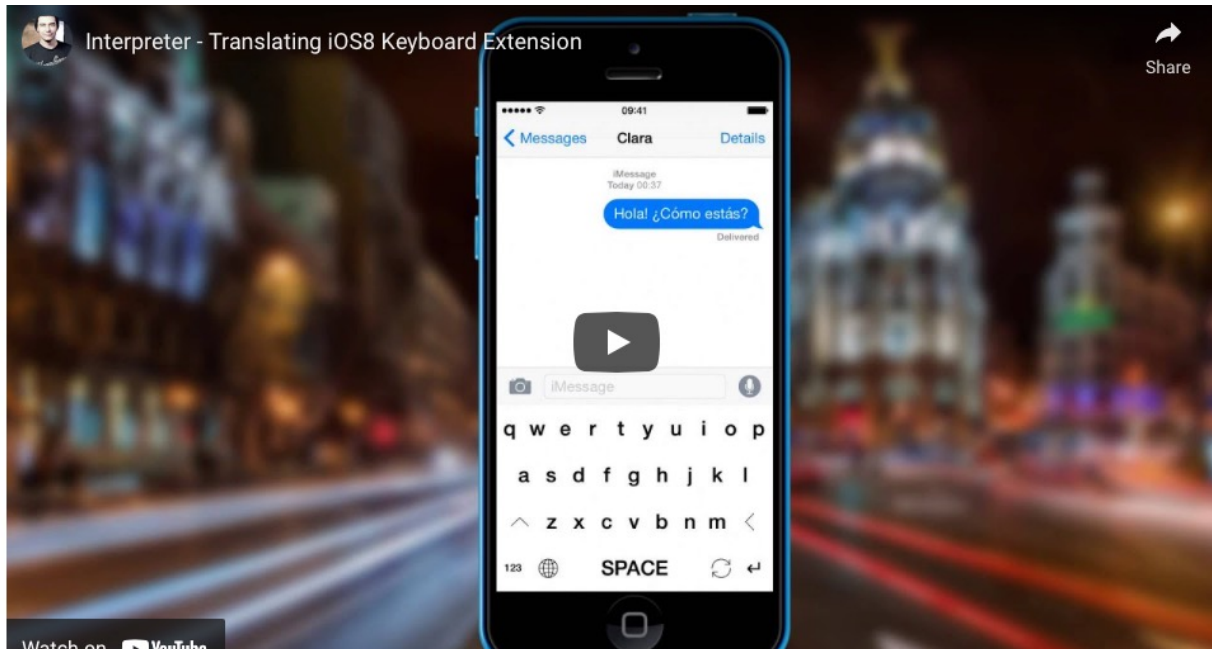 Interpreter - Translating iOS8 Keyboard Extension
Share
09:41
Messages Clara Details
iMessage
Today 00:37
Hola! ¿Cómo estás?
Delivered
iMessage
q w e r t y u i o p
a s d f g h j k l
z x c v b n m
123 SPACE
Watch on YouTube